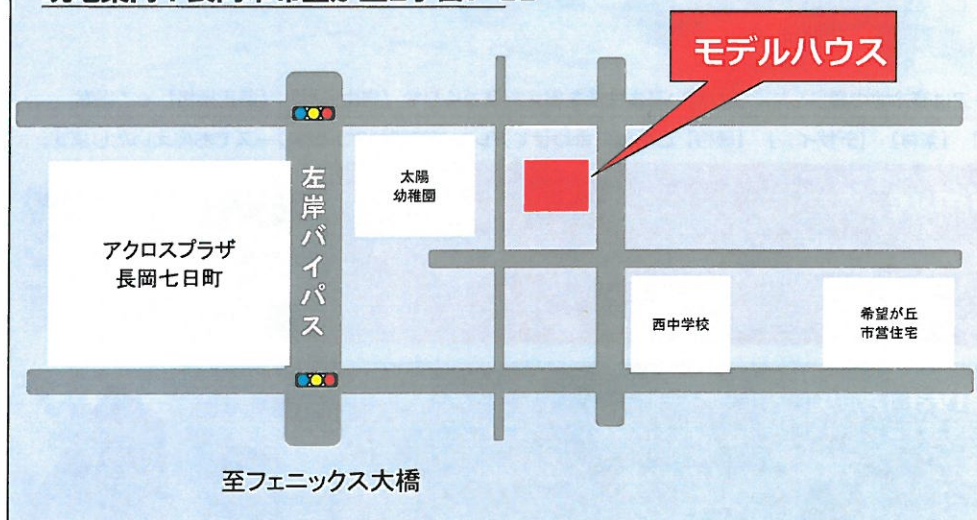 モデルハウス
左岸バイパス
太陽
幼稚園
アクロスプラザ
長岡七日町
西中学校
希望が丘
市営住宅
至フェニックス大橋